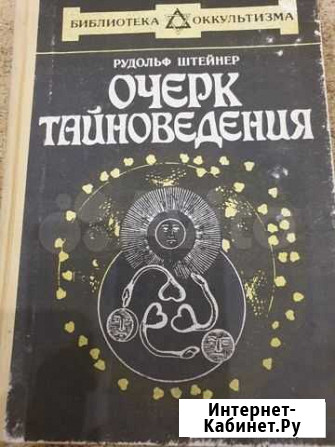 БИБЛИОТЕКА ОККУЛЬТИЗМА
РУДОЛЬФ ШТЕЙНЕР
ОЧЕРК
ТАЙНОВЕДЕНИЯ
Интернет-
Кабинет.Ру